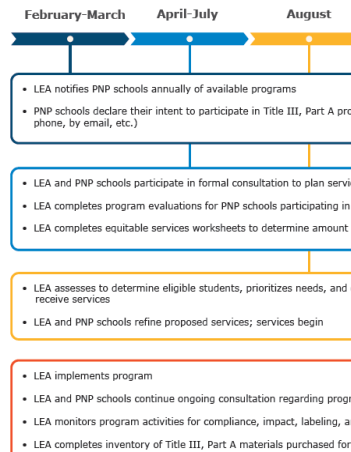 February-March
April-July
August
• LEA notifies PNP schools annually of available programs
• PNP schools declare their intent to participate in Title III, Part A
phone, by email, etc.)
• LEA and PNP schools participate in formal consultation to plan
• LEA completes program evaluations for PNP schools participating in
• LEA completes equitable services worksheets to determine amount
• LEA assesses to determine eligible students, prioritizes needs, and
receive services
• LEA and PNP schools refine proposed services; services begin
• LEA implements program
• LEA and PNP schools continue ongoing consultation regarding
• LEA monitors program activities for compliance, impact, labeling,
• LEA completes inventory of Title III, Part A materials purchased for